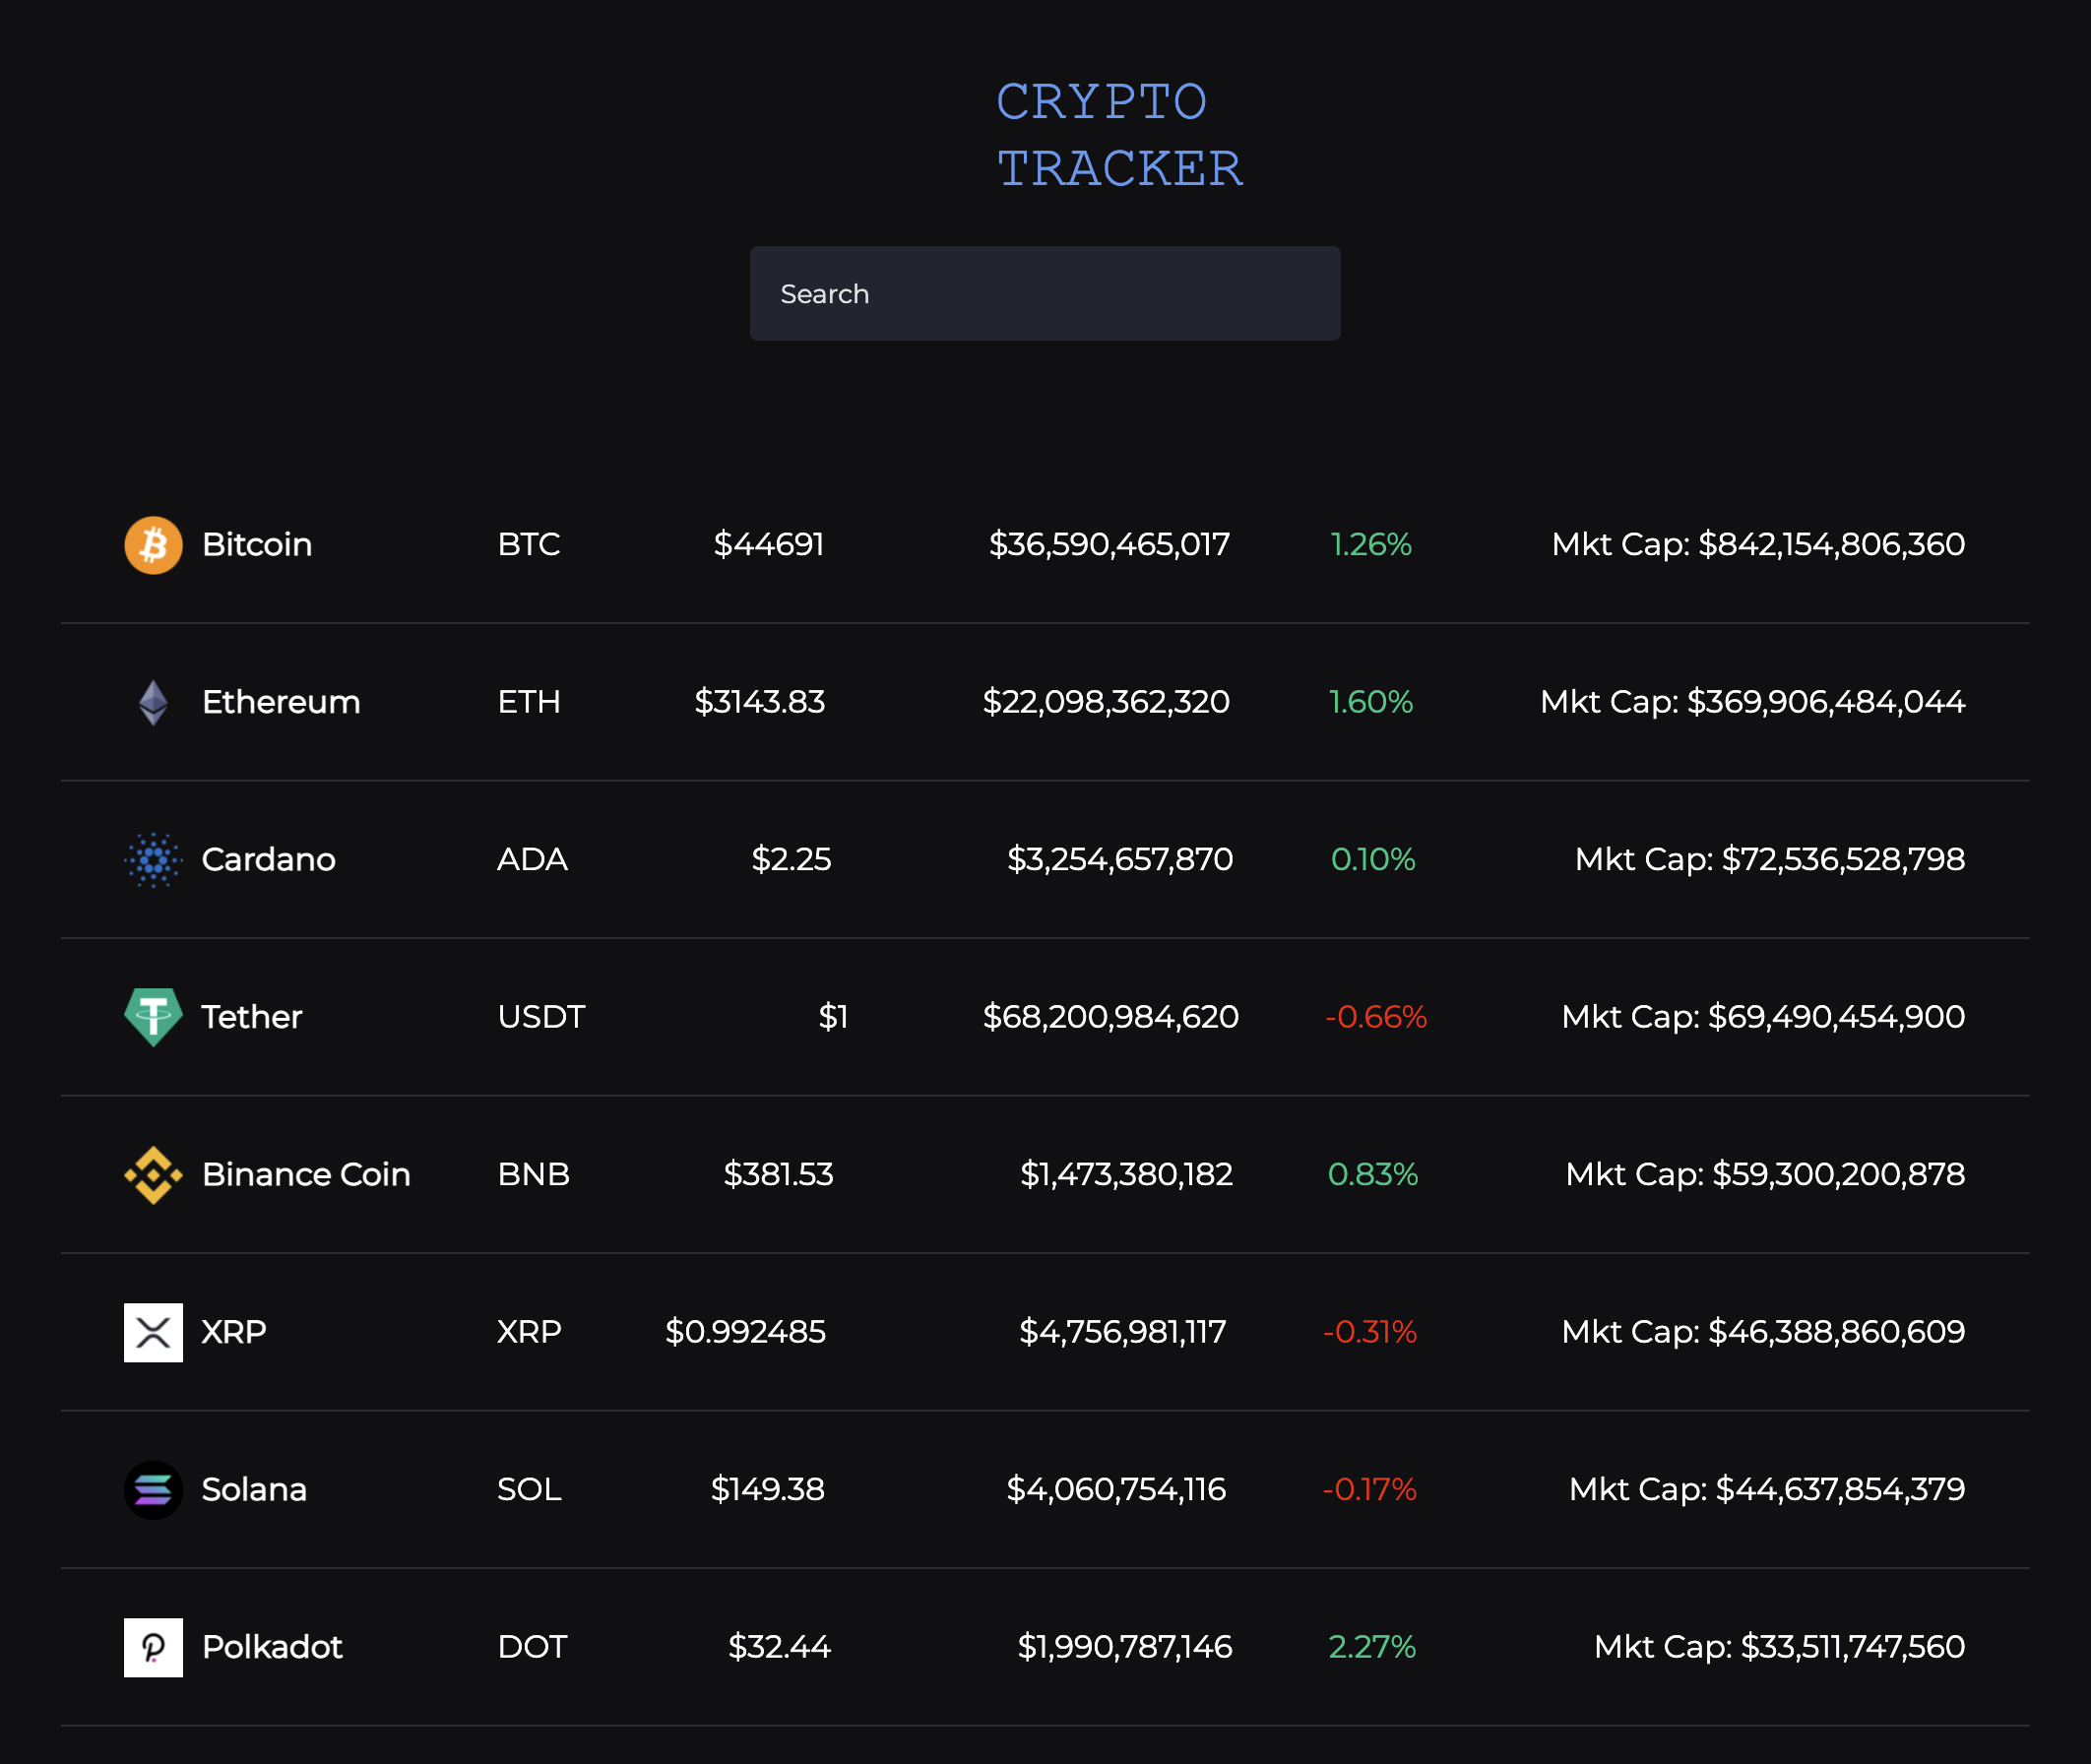 CRYPTO
TRACKER
Search
Bitcoin BTC $44691 $36,590,465,017 1.26% Mkt Cap: $842,154,806,360
Ethereum ETH $3143.83 $22,098,362,320 1.60% Mkt Cap: $369,906,484,044
Cardano ADA $2.25 $3,254,657,870 0.10% Mkt Cap: $72,536,528,798
Tether USDT $1 $68,200,984,620 -0.66% Mkt Cap: $69,490,454,900
Binance Coin BNB $381.53 $1,473,380,182 0.83% Mkt Cap: $59,300,200,878
XRP XRP $0.992485 $4,756,981,117 -0.31% Mkt Cap: $46,388,860,609
Solana SOL $149.38 $4,060,754,116 -0.17% Mkt Cap: $44,637,854,379
Polkadot DOT $32.44 $1,990,787,146 2.27% Mkt Cap: $33,511,747,560